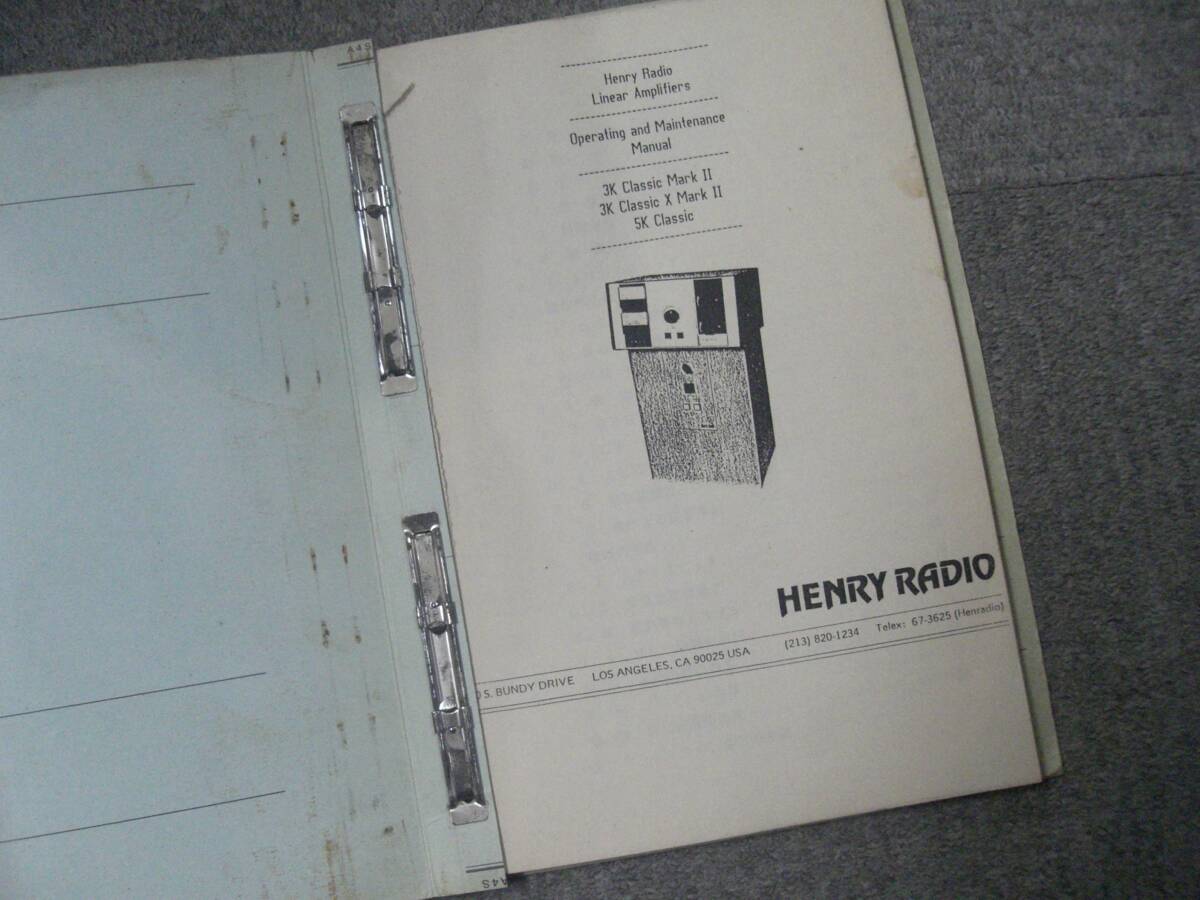 A4S
Henry Radio
Linear Amplifiers
Operating and Maintenance
Manual
3K Classic Mark II
3K Classic X Mark II
5K Classic
HENRY RADIO
S. BUNDY DRIVE LOS ANGELES, CA 90025 USA (213) 820-1234 Telex: 67-3625 (Henradio)
A4S